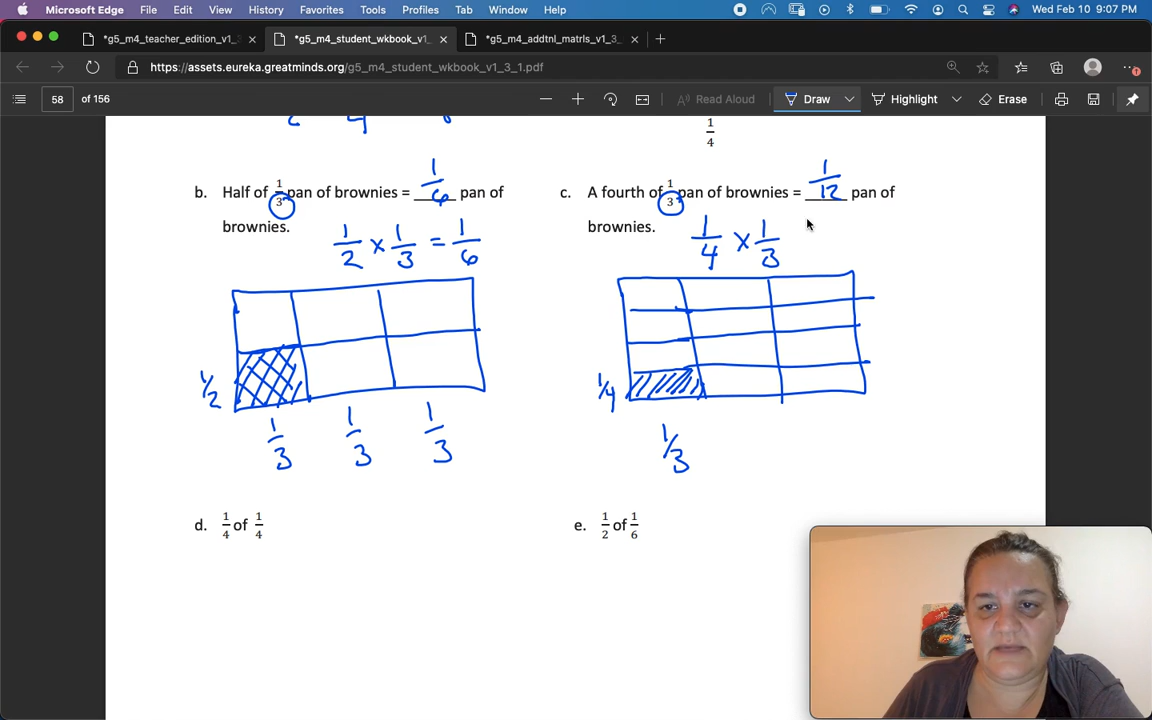 Microsoft Edge File Edit View History Favorites Tools Profiles Tab Window Help Wed Feb 10 9:07 PM
*g5_m4_teacher_edition_v1_3 × *g5_m4_student_wkbook_v1_ × *g5_m4_addtnl_matrls_v1_3_ × +
https://assets.eureka.greatminds.org/g5_m4_student_wkbook_v1_3_1.pdf
58 of 156 Read Aloud Draw Highlight Erase
1/4
b. Half of 1/3 pan of brownies = 1/6 pan of
brownies.
1/2 × 1/3 = 1/6
1/2
1/3 1/3 1/3
c. A fourth of 1/3 pan of brownies = 1/12 pan of
brownies.
1/4 × 1/3
1/4
1/3
d. 1/4 of 1/4
e. 1/2 of 1/6